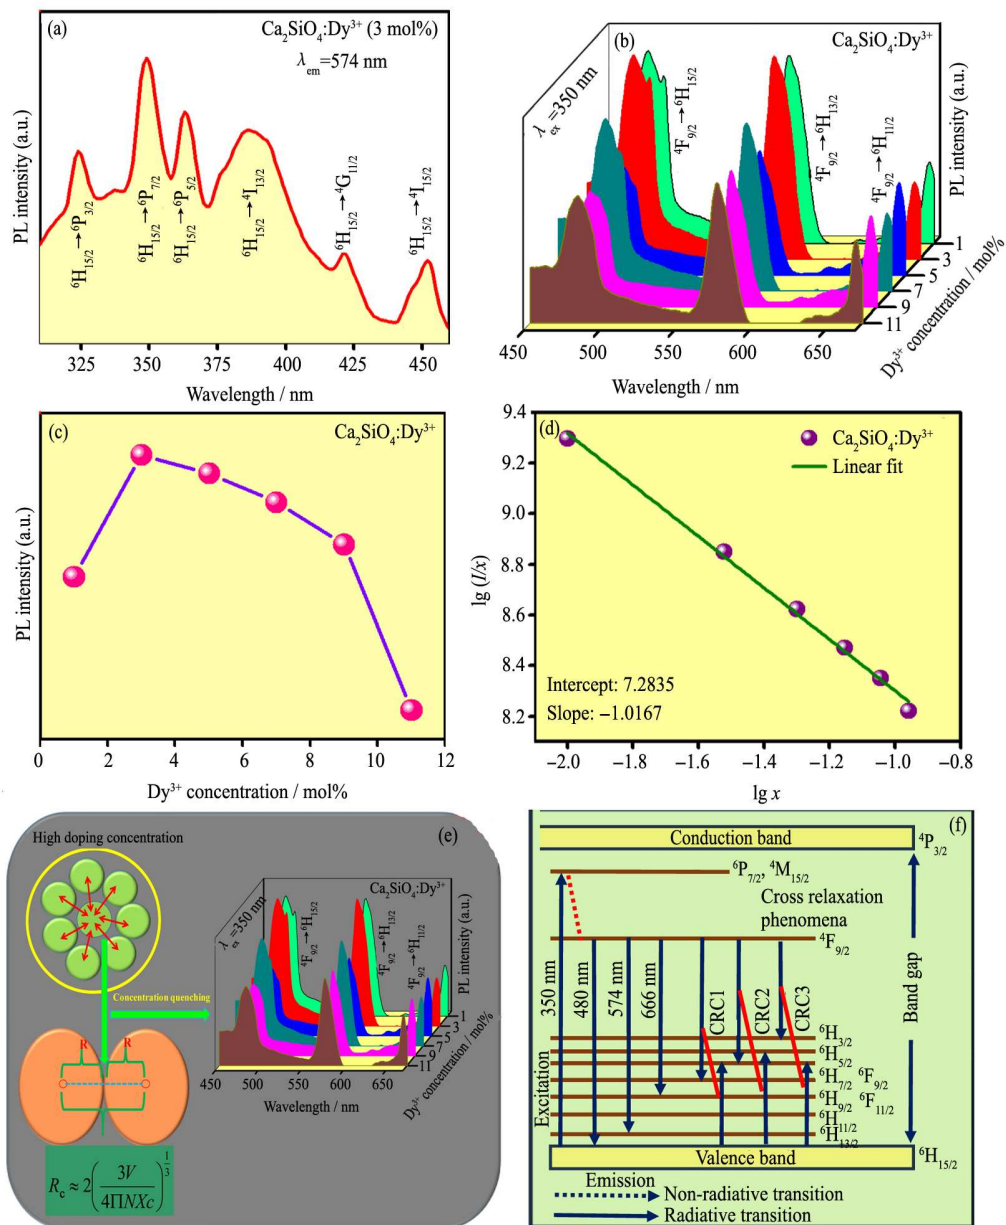 (a)
Ca₂SiO₄:Dy³⁺ (3 mol%)
λem=574 nm
PL intensity (a.u.)
⁶H15/2→⁶P3/2
⁶H15/2→⁶P7/2
⁶H15/2→⁶P5/2
⁶H15/2→⁴I13/2
⁶H15/2→⁴G11/2
⁶H15/2→⁴I15/2
325 350 375 400 425 450
Wavelength / nm
(b)
Ca₂SiO₄:Dy³⁺
λex=350 nm
⁴F9/2→⁶H15/2
⁴F9/2→⁶H13/2
⁴F9/2→⁶H11/2
PL intensity (a.u.)
1
3
5
7
9
11
Dy³⁺ concentration / mol%
450 500 550 600 650
Wavelength / nm
(c)
Ca₂SiO₄:Dy³⁺
PL intensity (a.u.)
0 2 4 6 8 10 12
Dy³⁺ concentration / mol%
(d)
Ca₂SiO₄:Dy³⁺
Linear fit
9.4
9.2
9.0
8.8
8.6
8.4
8.2
lg (I/x)
Intercept: 7.2835
Slope: −1.0167
−2.0 −1.8 −1.6 −1.4 −1.2 −1.0 −0.8
lg x
(e)
High doping concentration
Concentration quenching
R R
Rc ≈ 2(3V/4ΠNXc)^1/3
Ca₂SiO₄:Dy³⁺
λex=350 nm
⁴F9/2→⁶H15/2
⁴F9/2→⁶H13/2
⁴F9/2→⁶H11/2
PL intensity (a.u.)
1
3
5
7
9
11
Dy³⁺ concentration / mol%
450 500 550 600 650
Wavelength / nm
(f)
Conduction band
⁴P3/2
⁶P7/2, ⁴M15/2
Cross relaxation
phenomena
⁴F9/2
Excitation
350 nm
480 nm
574 nm
666 nm
CRC1
CRC2
CRC3
Band gap
⁶H3/2
⁶H5/2
⁶H7/2 ⁶F9/2
⁶H9/2 ⁶F11/2
⁶H11/2
⁶H13/2
Valence band
⁶H15/2
Emission
Non-radiative transition
Radiative transition